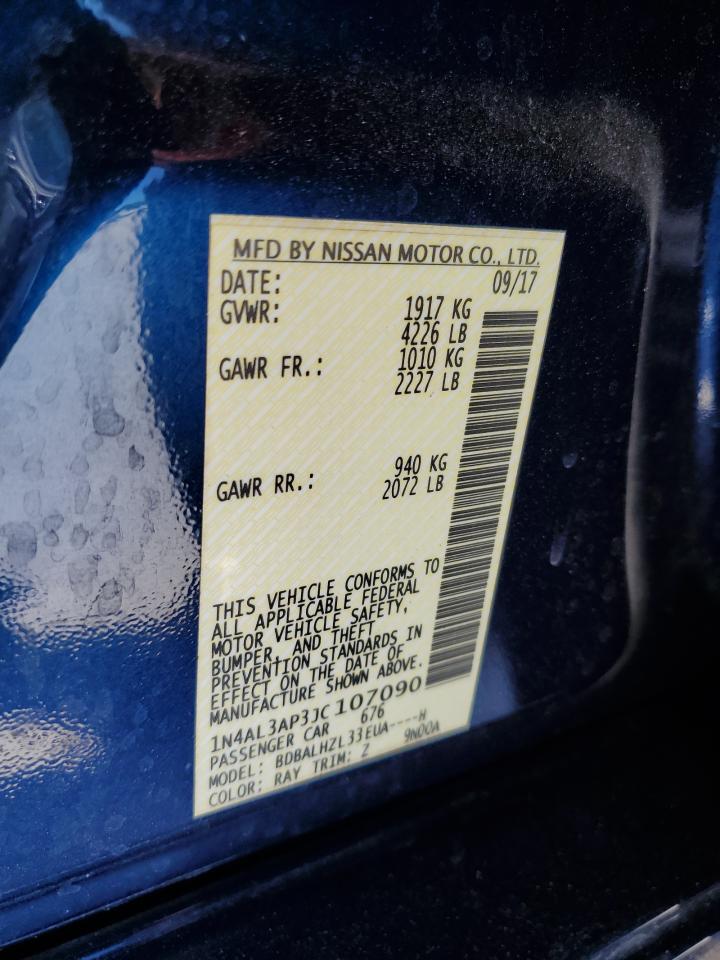 MFD BY NISSAN MOTOR CO., LTD.
DATE: 09/17
GVWR: 1917 KG
4226 LB
GAWR FR.: 1010 KG
2227 LB
GAWR RR.: 940 KG
2072 LB
THIS VEHICLE CONFORMS TO
ALL APPLICABLE FEDERAL
MOTOR VEHICLE SAFETY,
BUMPER, AND THEFT
PREVENTION STANDARDS IN
EFFECT ON THE DATE OF
MANUFACTURE SHOWN ABOVE.
1N4AL3AP3JC107090
PASSENGER CAR 676
MODEL: BDBALHZL33EUA----H
COLOR: RAY TRIM: Z 9N00A